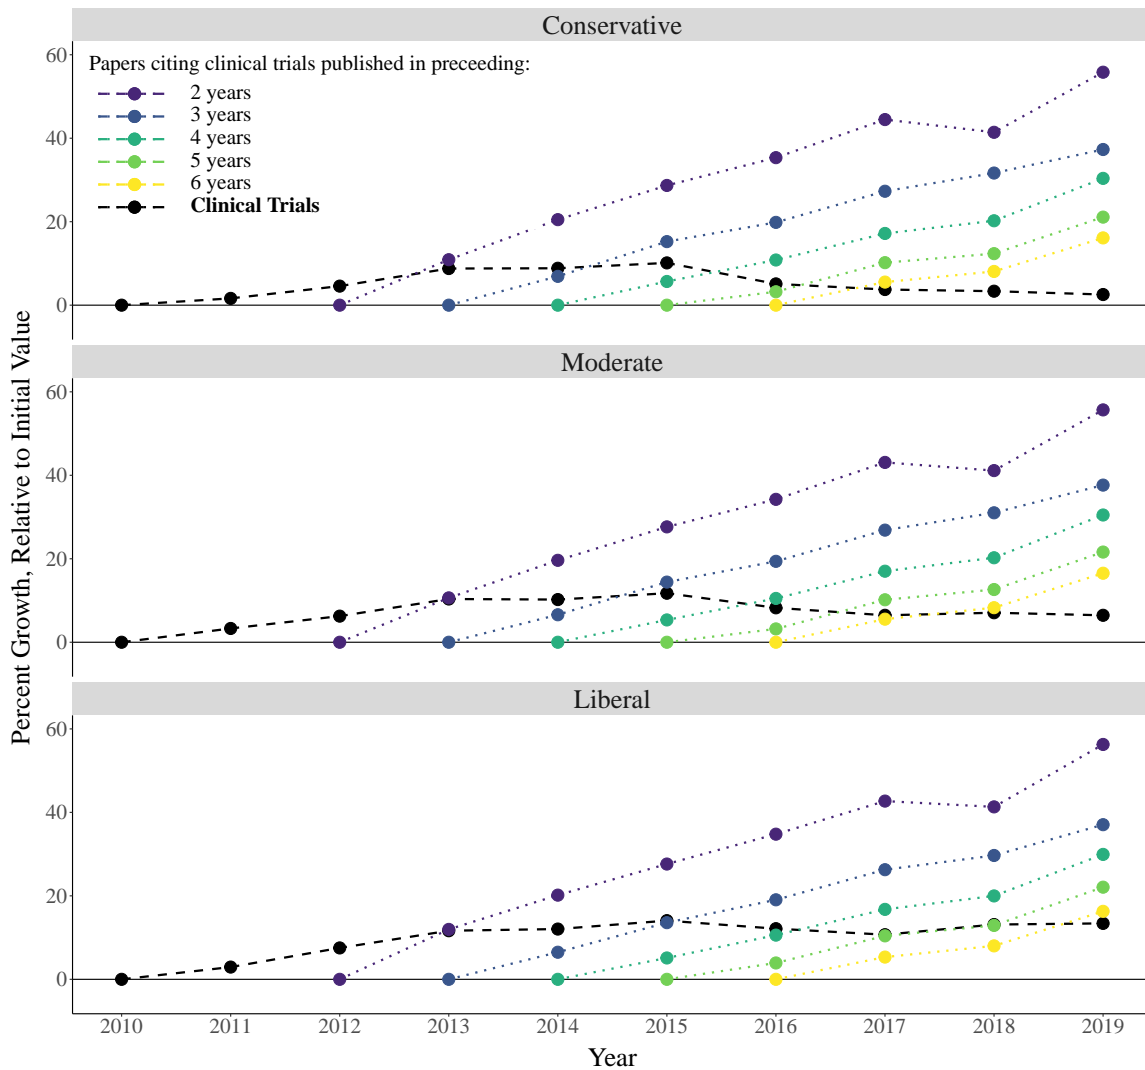 Conservative
Papers citing clinical trials published in preceeding:
2 years
3 years
4 years
5 years
6 years
Clinical Trials
60
40
20
0
Moderate
60
40
20
0
Liberal
60
40
20
0
Percent Growth, Relative to Initial Value
2010 2011 2012 2013 2014 2015 2016 2017 2018 2019
Year